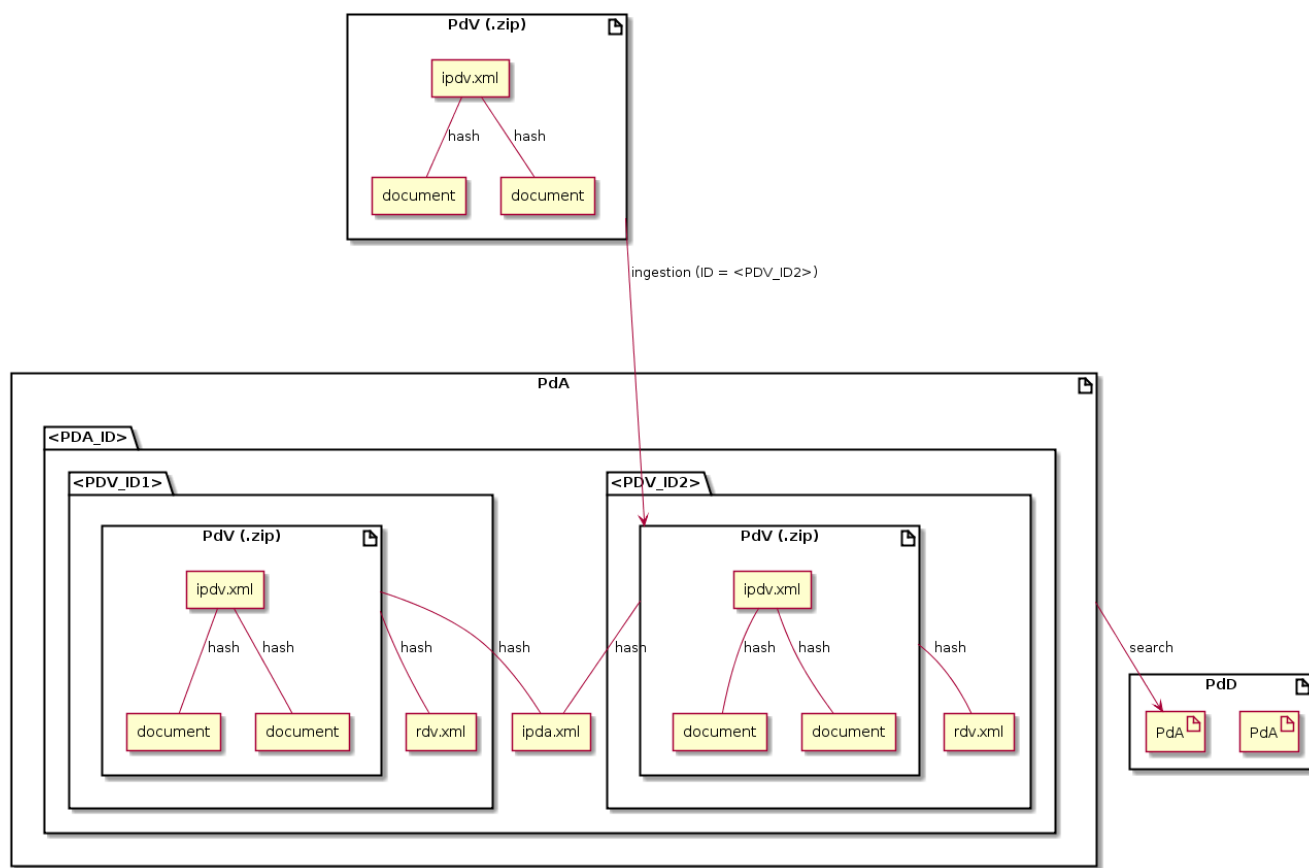 PdV (.zip)
ipdv.xml
hash
hash
document
document
ingestion (ID = <PDV_ID2>)
PdA
<PDA_ID>
<PDV_ID1>
<PDV_ID2>
PdV (.zip)
PdV (.zip)
ipdv.xml
ipdv.xml
hash
hash
hash
hash
hash
hash
hash
hash
search
document
document
rdv.xml
ipda.xml
document
document
rdv.xml
PdD
PdA
PdA